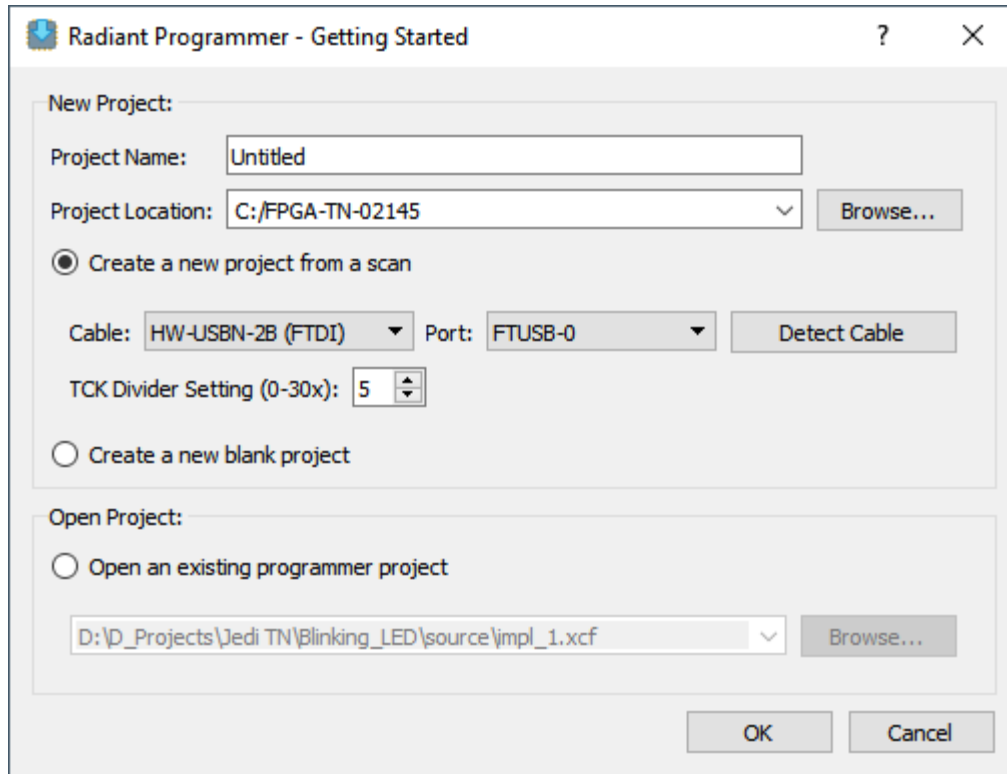 Radiant Programmer - Getting Started ?
New Project:
Project Name: Untitled
Project Location: C:/FPGA-TN-02145 Browse...
Create a new project from a scan
Cable: HW-USBN-2B (FTDI) Port: FTUSB-0 Detect Cable
TCK Divider Setting (0-30x): 5
Create a new blank project
Open Project:
Open an existing programmer project
D:\D_Projects\Jedi TN\Blinking_LED\source\impl_1.xcf Browse...
OK Cancel